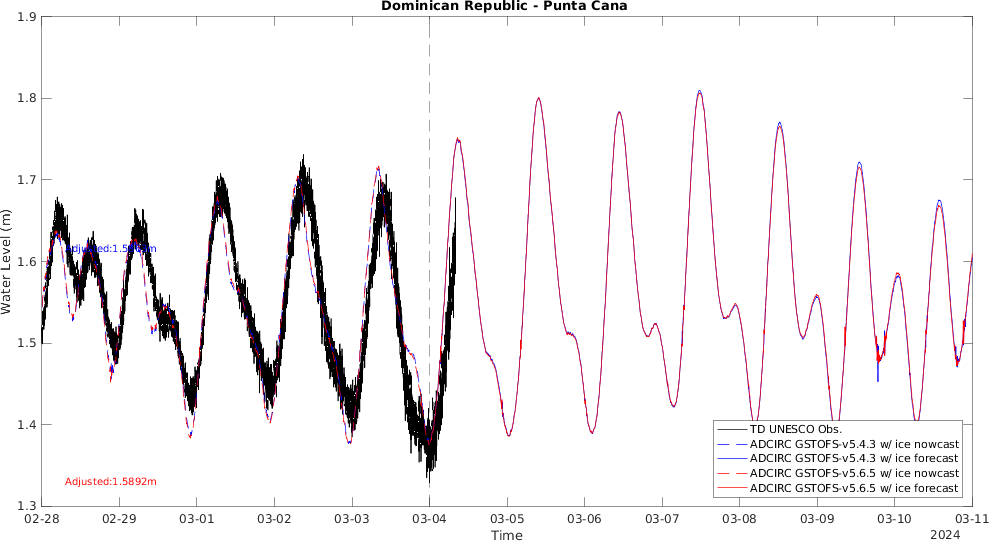 Dominican Republic - Punta Cana
1.9
1.8
1.7
1.6
1.5
1.4
1.3
Water Level (m)
02-28
02-29
03-01
03-02
03-03
03-04
03-05
03-06
03-07
03-08
03-09
03-10
03-11
Time
2024
Adjusted:1.5892m
TD UNESCO Obs.
ADCIRC GSTOFS-v5.4.3 w/ ice nowcast
ADCIRC GSTOFS-v5.4.3 w/ ice forecast
ADCIRC GSTOFS-v5.6.5 w/ ice nowcast
ADCIRC GSTOFS-v5.6.5 w/ ice forecast